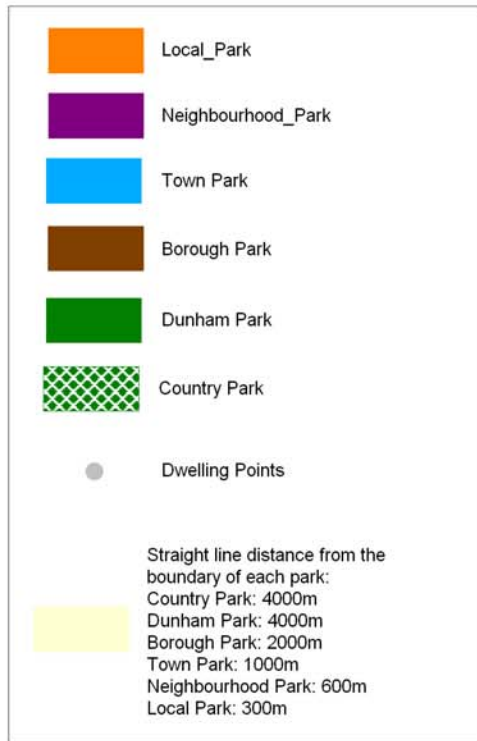 Local_Park
Neighbourhood_Park
Town Park
Borough Park
Dunham Park
Country Park
Dwelling Points
Straight line distance from the
boundary of each park:
Country Park: 4000m
Dunham Park: 4000m
Borough Park: 2000m
Town Park: 1000m
Neighbourhood Park: 600m
Local Park: 300m